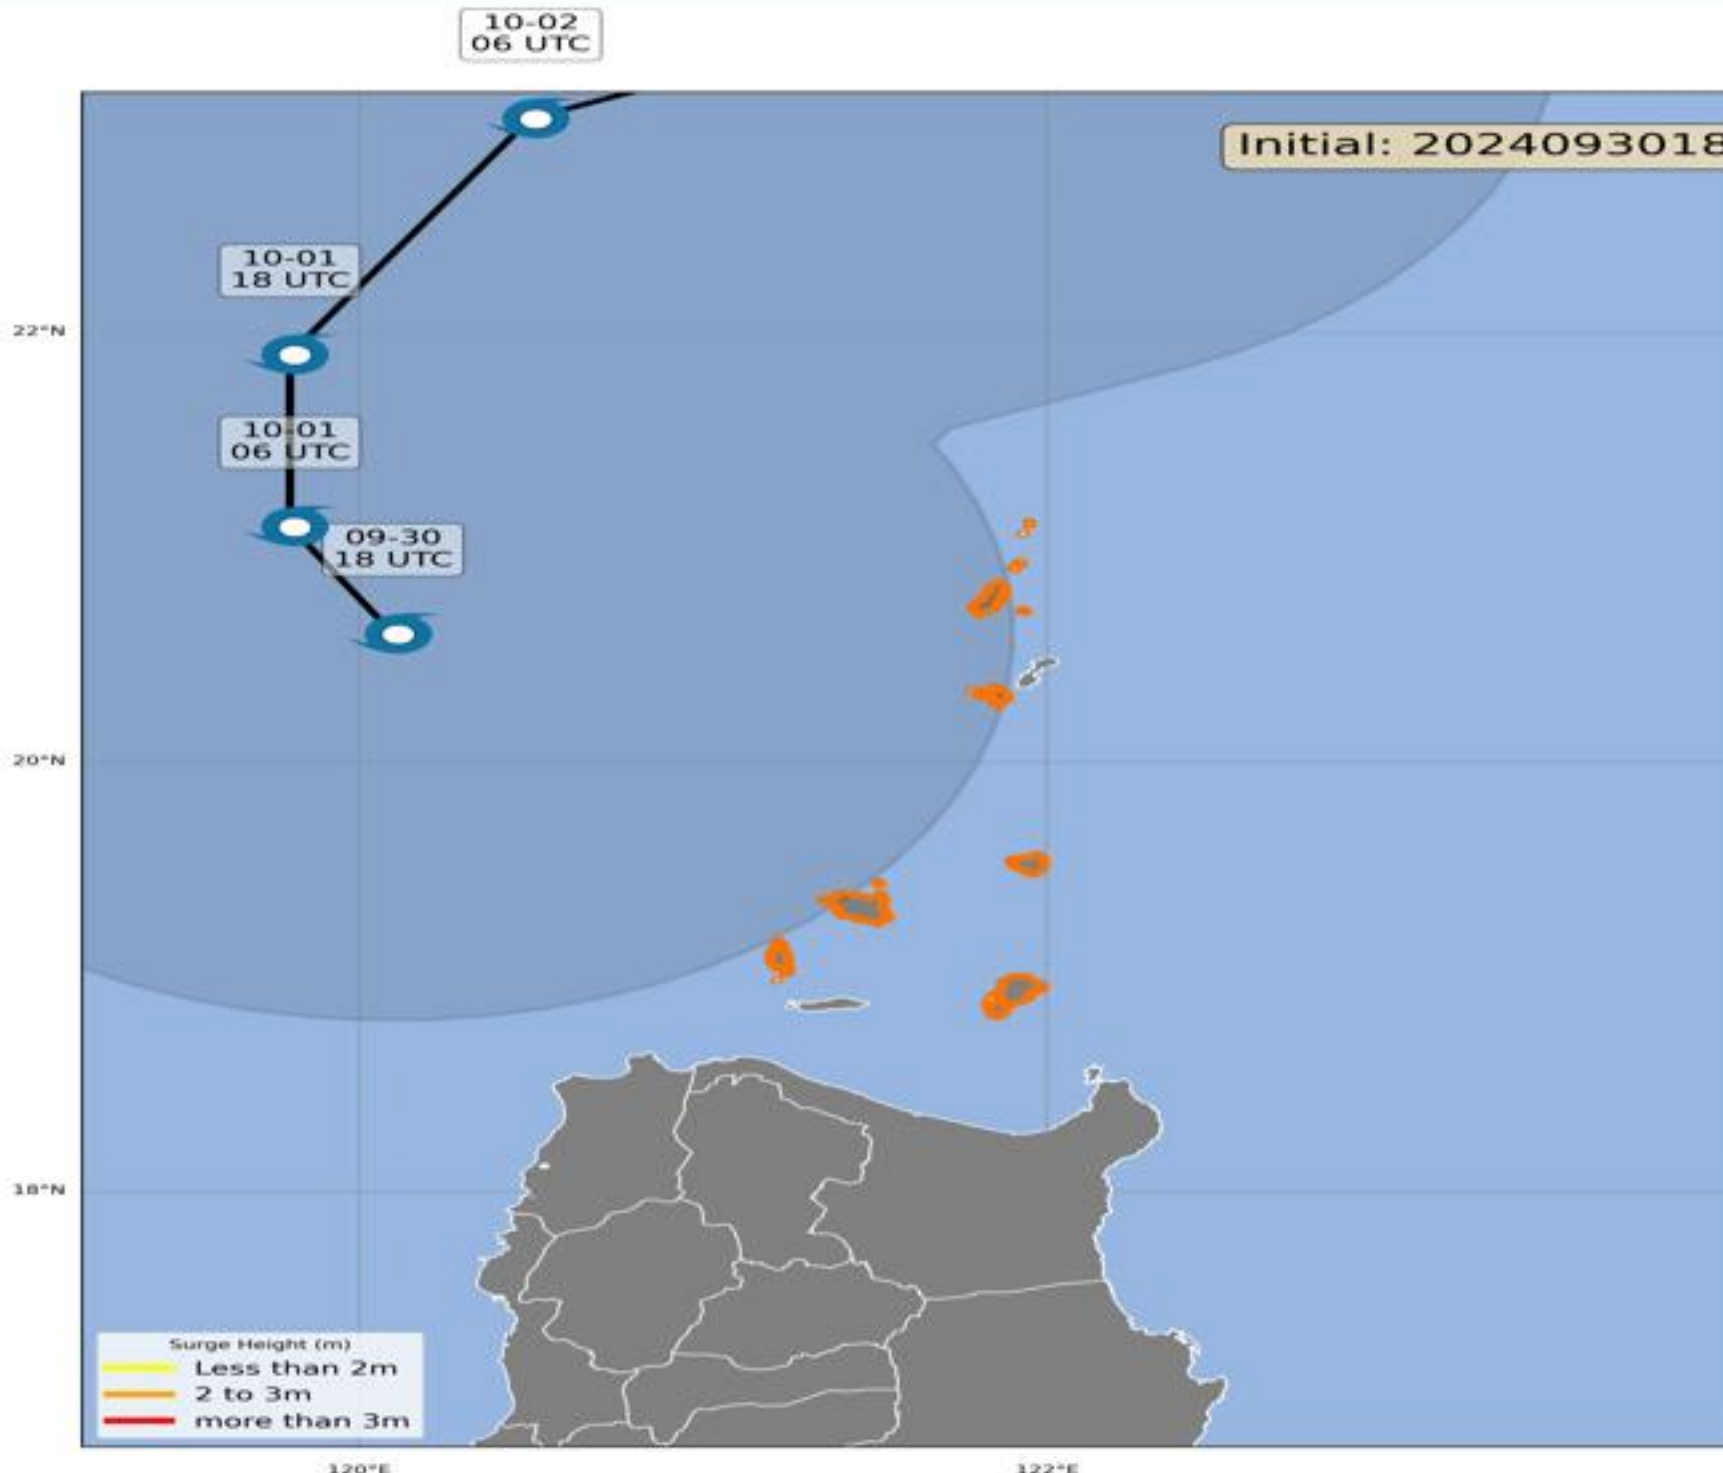 10-02
06 UTC
Initial: 2024093018
10-01
18 UTC
22°N
10-01
06 UTC
09-30
18 UTC
20°N
18°N
Surge Height (m)
Less than 2m
2 to 3m
more than 3m
120°E
122°E